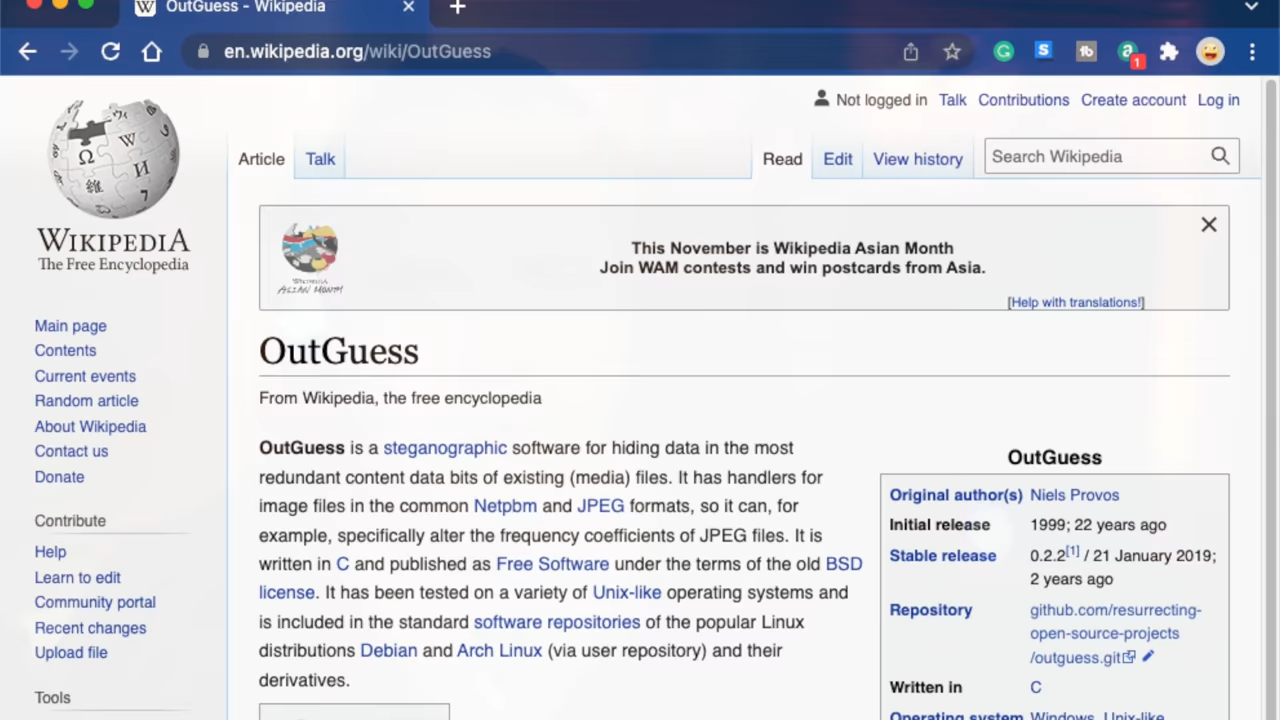 OutGuess - Wikipedia
en.wikipedia.org/wiki/OutGuess
1
Not logged in Talk Contributions Create account Log in
Article Talk Read Edit View history Search Wikipedia
WIKIPEDIA
The Free Encyclopedia
This November is Wikipedia Asian Month
Join WAM contests and win postcards from Asia.
[Help with translations!]
ASIAN MONTH
Main page
Contents
Current events
Random article
About Wikipedia
Contact us
Donate
Contribute
Help
Learn to edit
Community portal
Recent changes
Upload file
Tools
OutGuess
From Wikipedia, the free encyclopedia
OutGuess is a steganographic software for hiding data in the most
redundant content data bits of existing (media) files. It has handlers for
image files in the common Netpbm and JPEG formats, so it can, for
example, specifically alter the frequency coefficients of JPEG files. It is
written in C and published as Free Software under the terms of the old BSD
license. It has been tested on a variety of Unix-like operating systems and
is included in the standard software repositories of the popular Linux
distributions Debian and Arch Linux (via user repository) and their
derivatives.
OutGuess
Original author(s) Niels Provos
Initial release 1999; 22 years ago
Stable release 0.2.2[1] / 21 January 2019;
2 years ago
Repository github.com/resurrecting-
open-source-projects
/outguess.git
Written in C
Operating system Windows, Unix-like